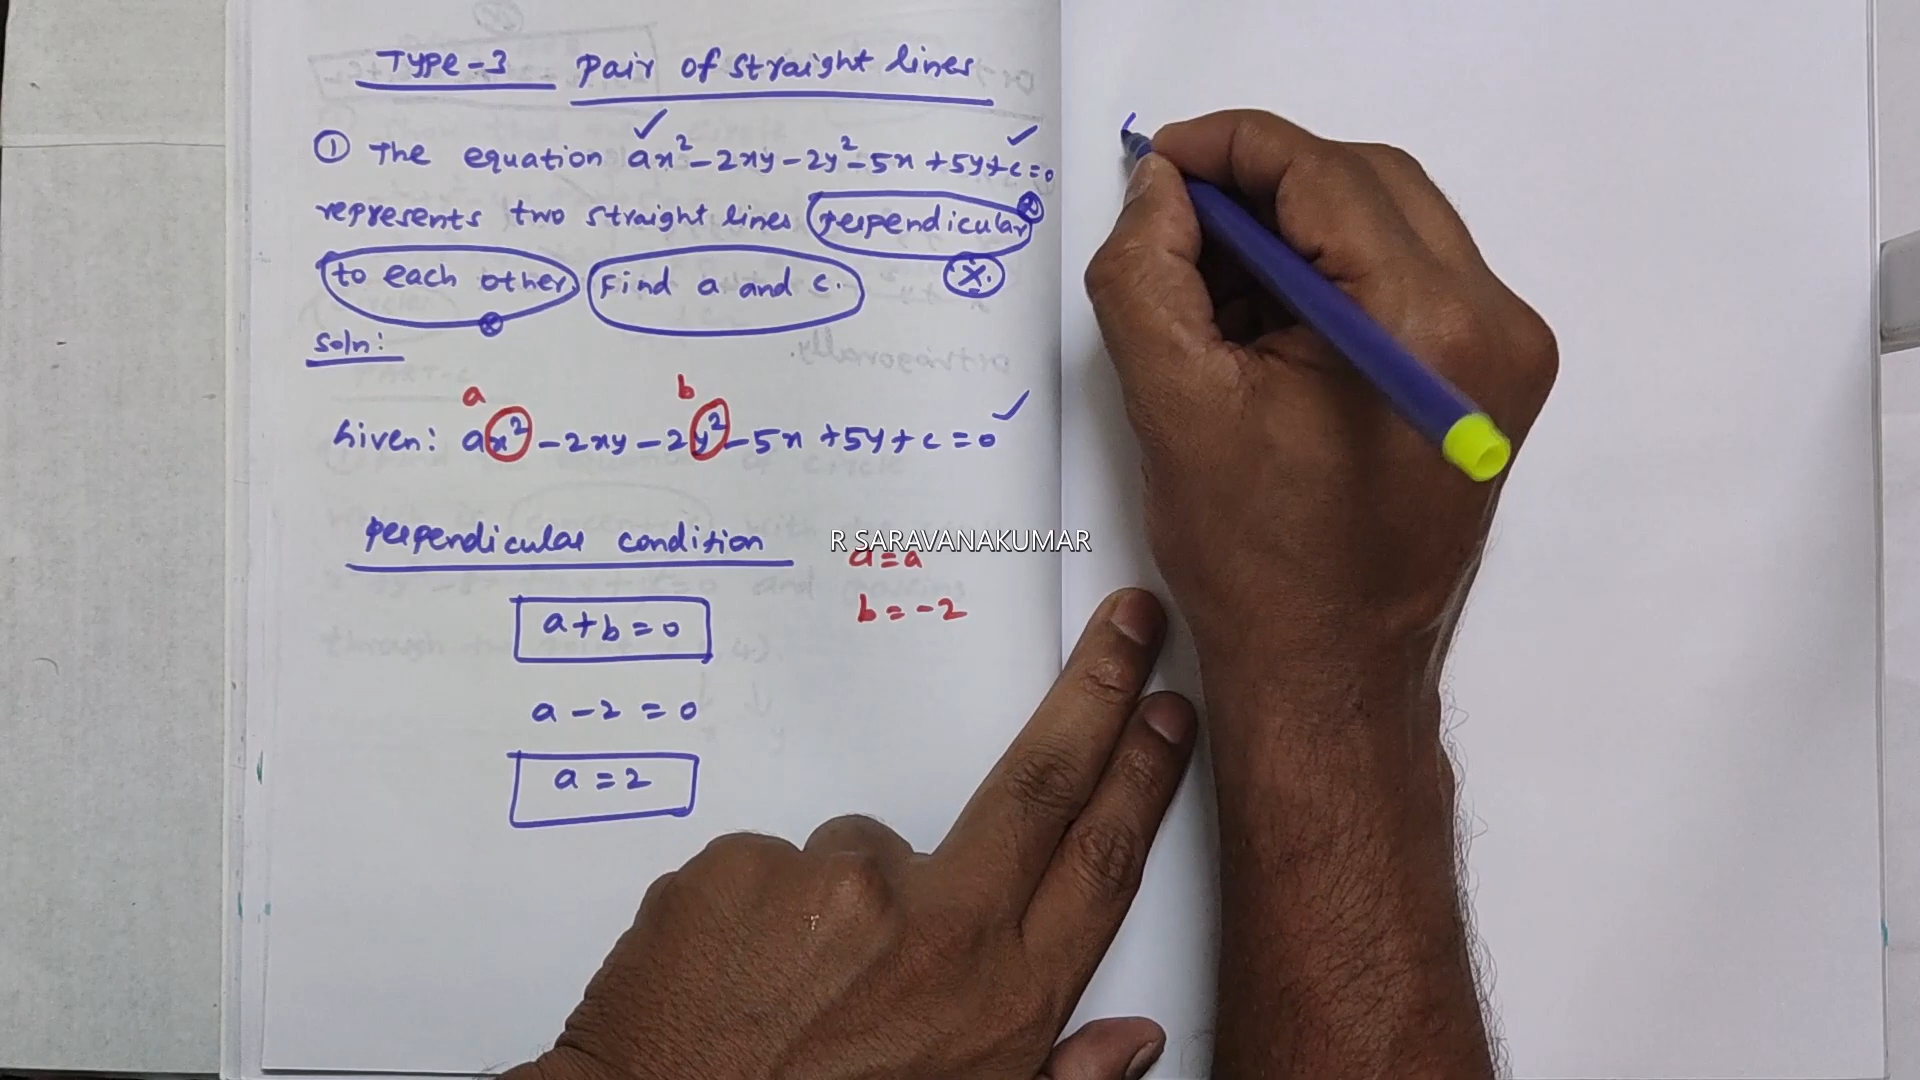 Type-3 Pair of straight lines
① The equation ax²-2xy-2y²-5x+5y+c=0
represents two straight lines perpendicular
to each other. Find a and c. X.
Soln:
a b
Given: ax²-2xy-2y²-5x+5y+c=0
perpendicular condition
R SARAVANAKUMAR
a=a
b=-2
a+b=0
a-2=0
a=2